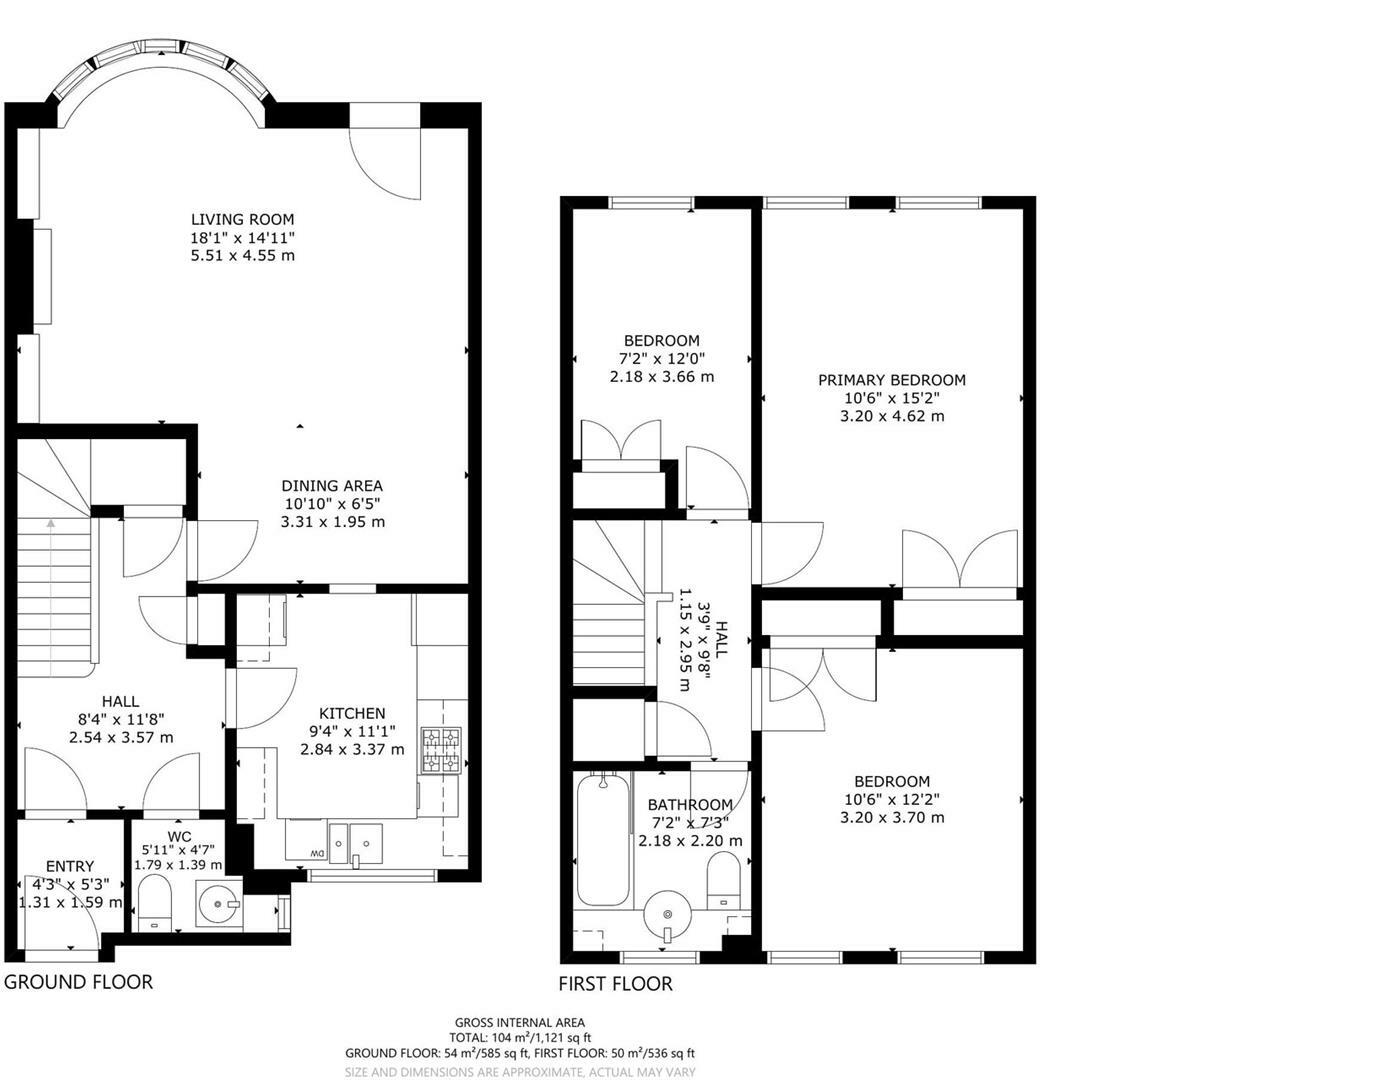 LIVING ROOM
18'1" x 14'11"
5.51 x 4.55 m
DINING AREA
10'10" x 6'5"
3.31 x 1.95 m
HALL
8'4" x 11'8"
2.54 x 3.57 m
KITCHEN
9'4" x 11'1"
2.84 x 3.37 m
DW
WC
5'11" x 4'7"
1.79 x 1.39 m
ENTRY
4'3" x 5'3"
1.31 x 1.59 m
GROUND FLOOR
BEDROOM
7'2" x 12'0"
2.18 x 3.66 m
PRIMARY BEDROOM
10'6" x 15'2"
3.20 x 4.62 m
HALL
3'9" x 9'8"
1.15 x 2.95 m
BATHROOM
7'2" x 7'3"
2.18 x 2.20 m
BEDROOM
10'6" x 12'2"
3.20 x 3.70 m
FIRST FLOOR
GROSS INTERNAL AREA
TOTAL: 104 m²/1,121 sq ft
GROUND FLOOR: 54 m²/585 sq ft, FIRST FLOOR: 50 m²/536 sq ft
SIZE AND DIMENSIONS ARE APPROXIMATE, ACTUAL MAY VARY